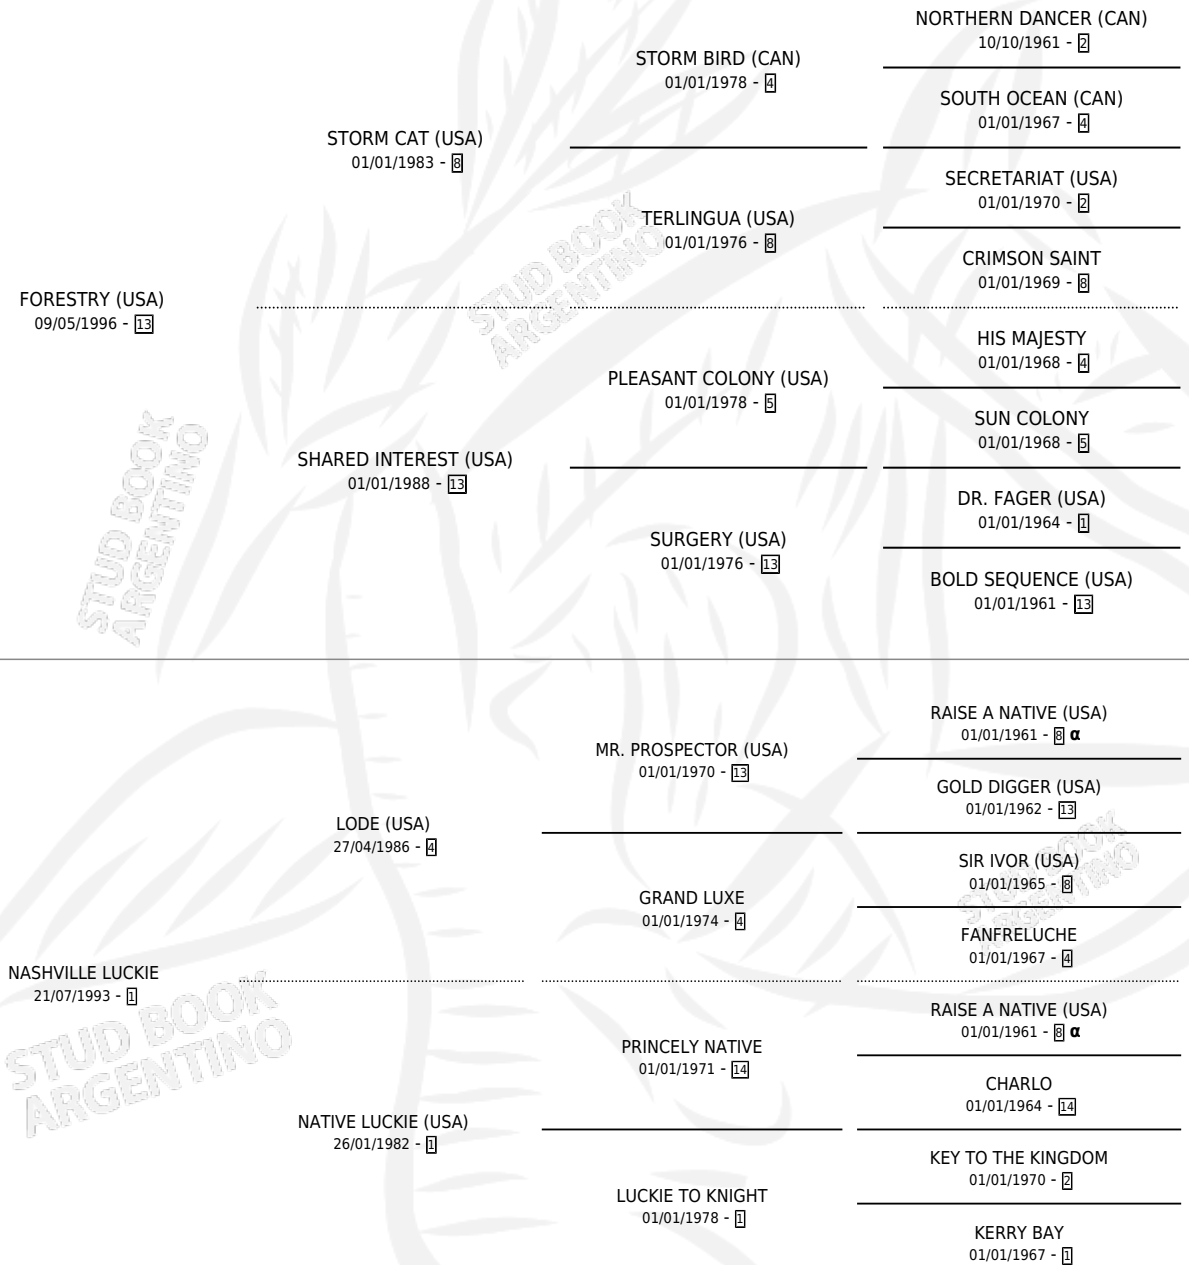 NORTHERN DANCER (CAN)
10/10/1961 - 2
STORM BIRD (CAN)
01/01/1978 - 4
SOUTH OCEAN (CAN)
01/01/1967 - 4
STORM CAT (USA)
01/01/1983 - 8
SECRETARIAT (USA)
01/01/1970 - 2
TERLINGUA (USA)
01/01/1976 - 8
CRIMSON SAINT
01/01/1969 - 8
FORESTRY (USA)
09/05/1996 - 13
HIS MAJESTY
01/01/1968 - 4
PLEASANT COLONY (USA)
01/01/1978 - 5
SUN COLONY
01/01/1968 - 5
SHARED INTEREST (USA)
01/01/1988 - 13
DR. FAGER (USA)
01/01/1964 - 1
SURGERY (USA)
01/01/1976 - 13
BOLD SEQUENCE (USA)
01/01/1961 - 13
RAISE A NATIVE (USA)
01/01/1961 - 8 α
MR. PROSPECTOR (USA)
01/01/1970 - 13
GOLD DIGGER (USA)
01/01/1962 - 13
LODE (USA)
27/04/1986 - 4
SIR IVOR (USA)
01/01/1965 - 8
GRAND LUXE
01/01/1974 - 4
FANFRELUCHE
01/01/1967 - 4
NASHVILLE LUCKIE
21/07/1993 - 1
RAISE A NATIVE (USA)
01/01/1961 - 8 α
PRINCELY NATIVE
01/01/1971 - 14
CHARLO
01/01/1964 - 14
NATIVE LUCKIE (USA)
26/01/1982 - 1
KEY TO THE KINGDOM
01/01/1970 - 2
LUCKIE TO KNIGHT
01/01/1978 - 1
KERRY BAY
01/01/1967 - 1
STUD BOOK
ARGENTINO
STUD BOOK
ARGENTINO
STUD BOOK
ARGENTINO
STUD BOOK
ARGENTINO